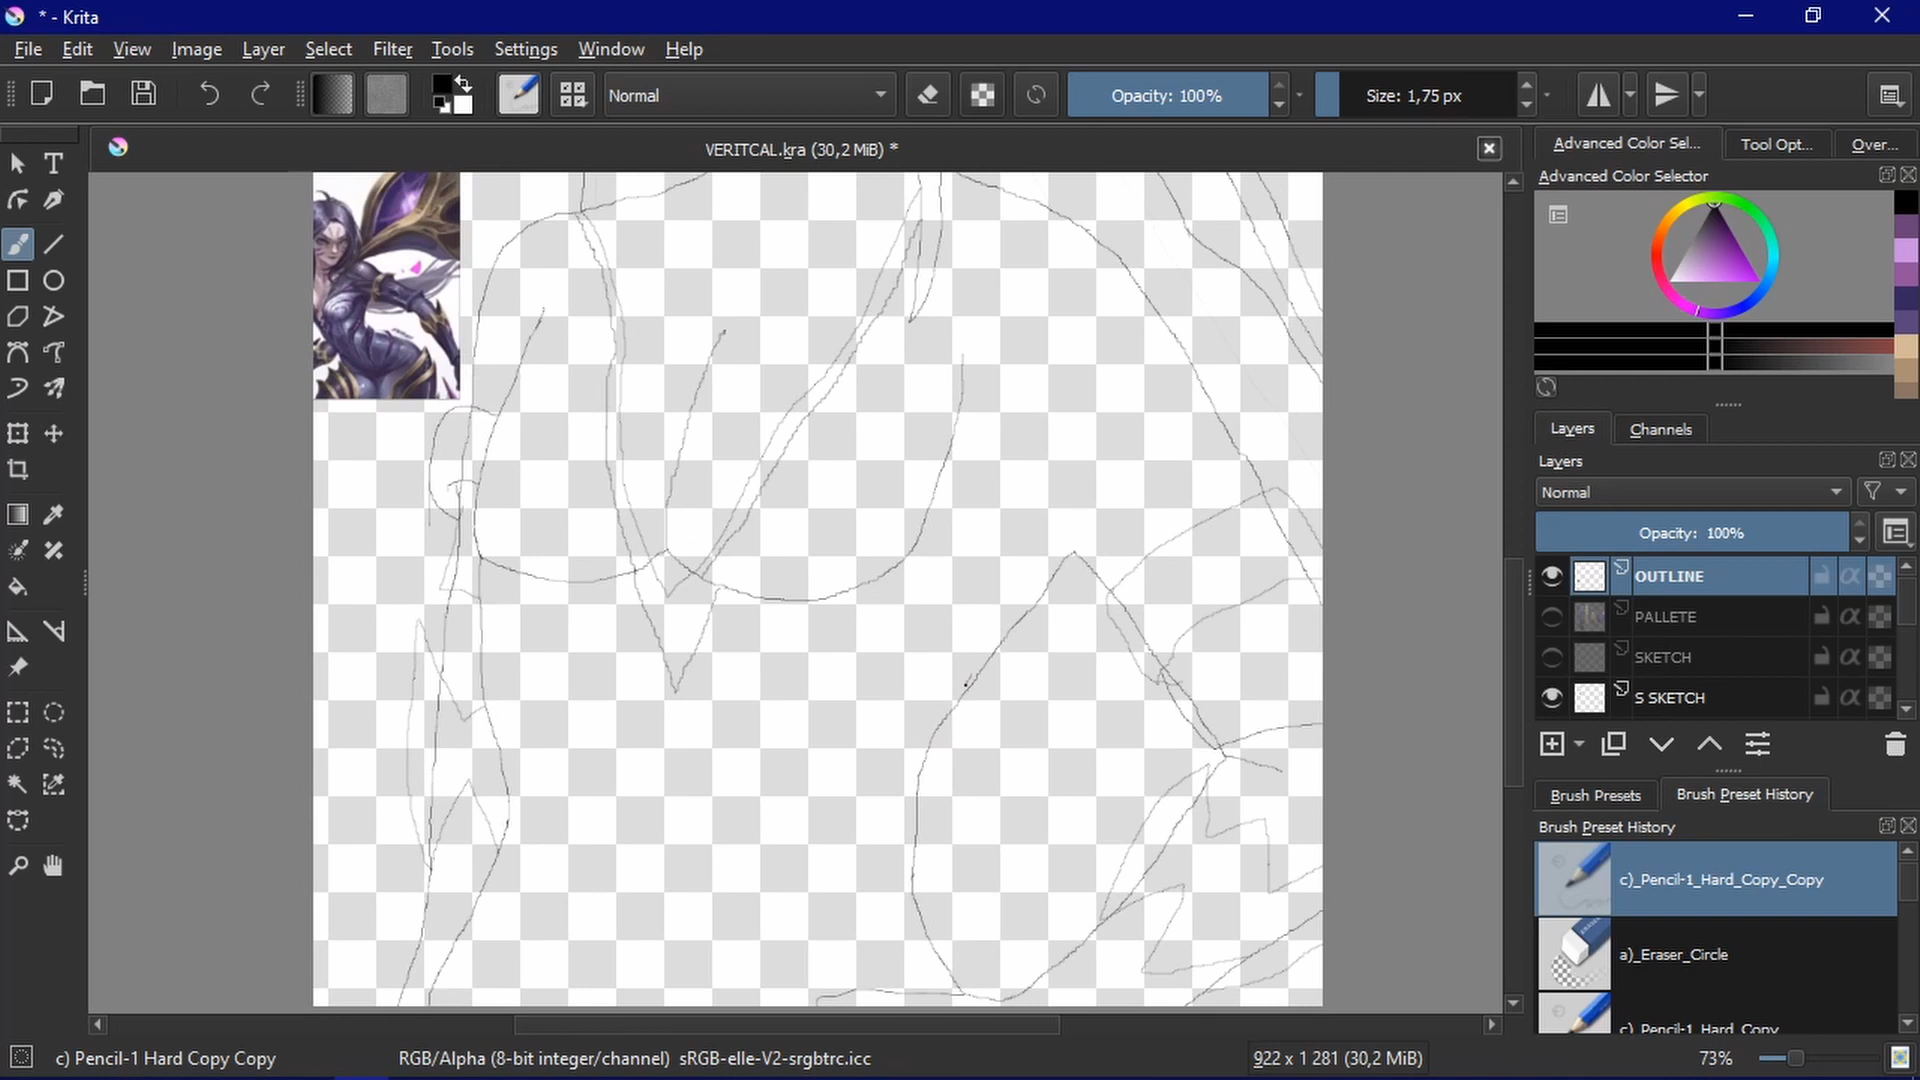 * - Krita
File Edit View Image Layer Select Filter Tools Settings Window Help
Normal Opacity: 100% Size: 1,75 px
VERITCAL.kra (30,2 MiB) *
Advanced Color Sel... Tool Opt... Over...
Advanced Color Selector
Layers Channels
Layers
Normal
Opacity: 100%
OUTLINE
PALLETE
SKETCH
S SKETCH
Brush Presets Brush Preset History
Brush Preset History
c)_Pencil-1_Hard_Copy_Copy
a)_Eraser_Circle
c)_Pencil-1_Hard_Copy
c) Pencil-1 Hard Copy Copy RGB/Alpha (8-bit integer/channel) sRGB-elle-V2-srgbtrc.icc 922 x 1 281 (30,2 MiB) 73%